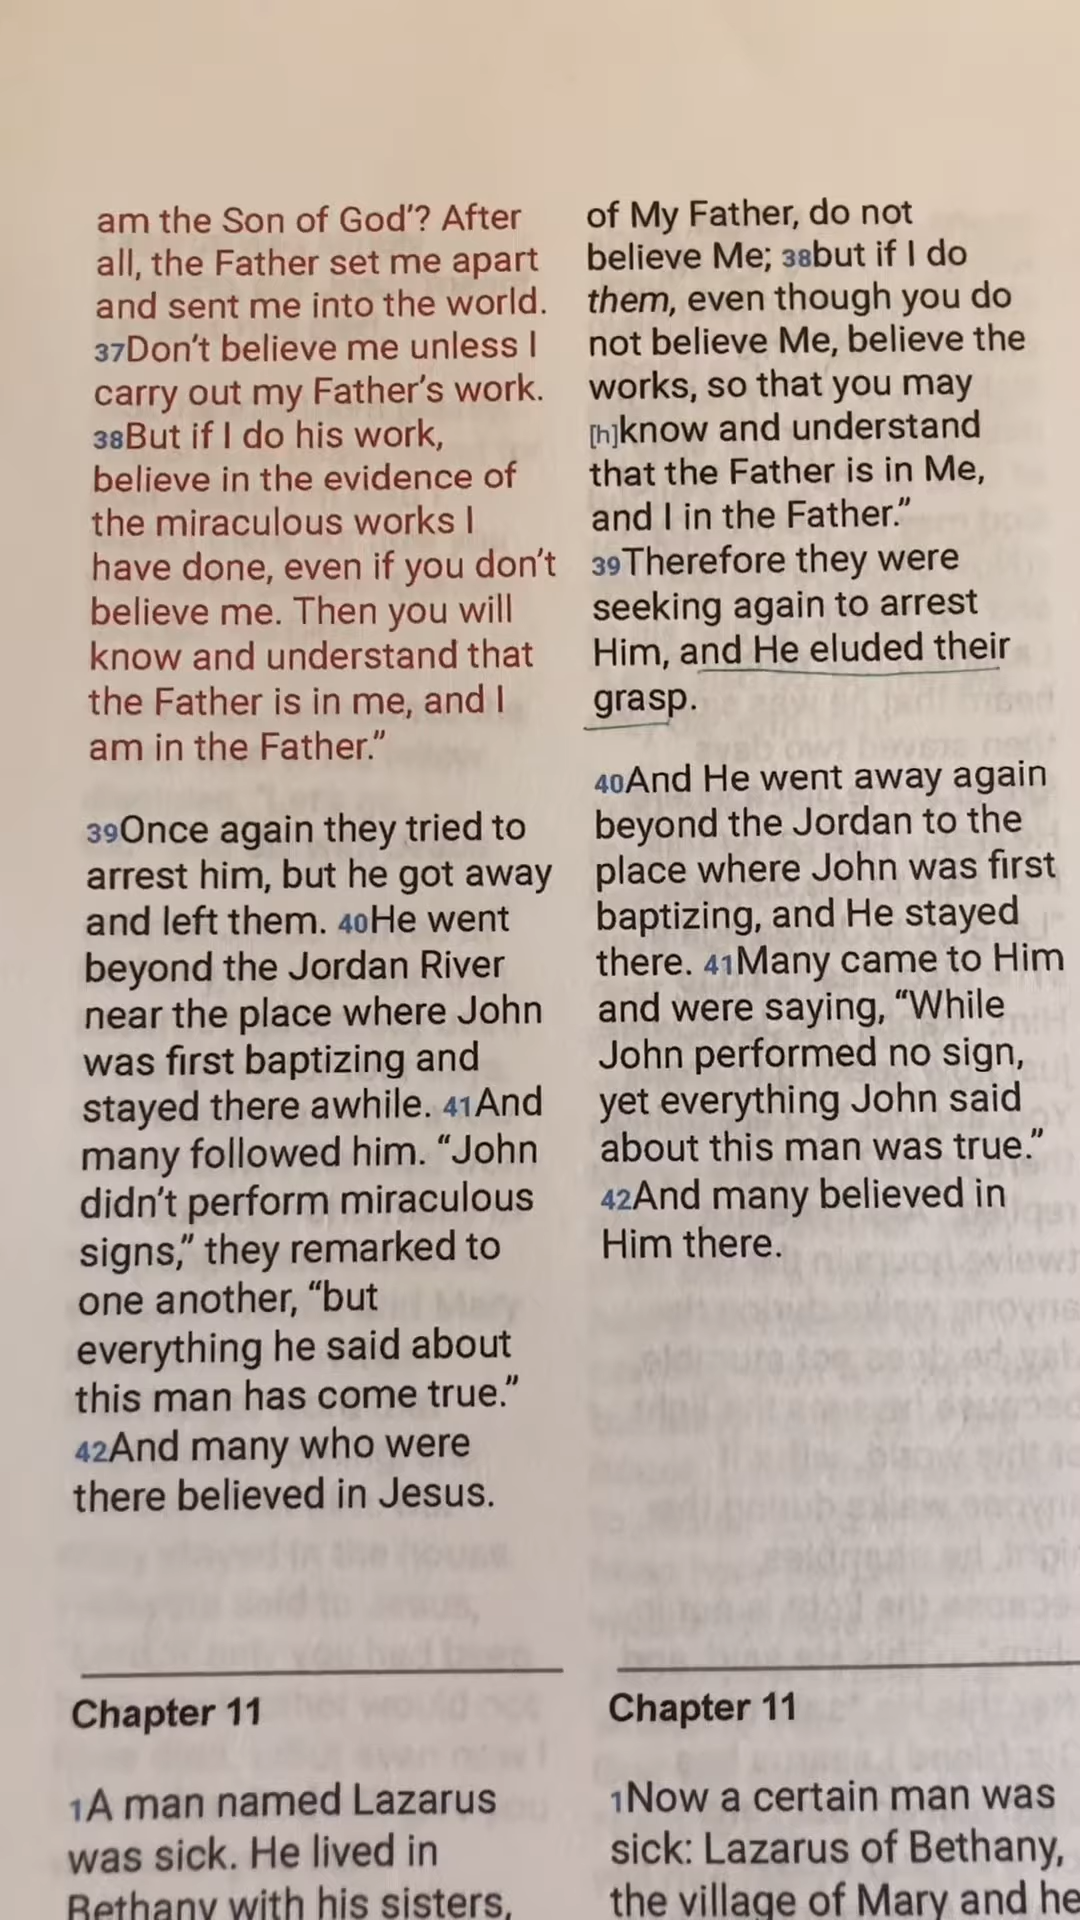 am the Son of God'? After
all, the Father set me apart
and sent me into the world.
37Don't believe me unless I
carry out my Father's work.
38But if I do his work,
believe in the evidence of
the miraculous works I
have done, even if you don't
believe me. Then you will
know and understand that
the Father is in me, and I
am in the Father.”
39Once again they tried to
arrest him, but he got away
and left them. 40He went
beyond the Jordan River
near the place where John
was first baptizing and
stayed there awhile. 41And
many followed him. “John
didn't perform miraculous
signs,” they remarked to
one another, “but
everything he said about
this man has come true.”
42And many who were
there believed in Jesus.
Chapter 11
1A man named Lazarus
was sick. He lived in
Bethany with his sisters,
of My Father, do not
believe Me; 38but if I do
them, even though you do
not believe Me, believe the
works, so that you may
[h]know and understand
that the Father is in Me,
and I in the Father.”
39Therefore they were
seeking again to arrest
Him, and He eluded their
grasp.
40And He went away again
beyond the Jordan to the
place where John was first
baptizing, and He stayed
there. 41Many came to Him
and were saying, “While
John performed no sign,
yet everything John said
about this man was true.”
42And many believed in
Him there.
Chapter 11
1Now a certain man was
sick: Lazarus of Bethany,
the village of Mary and he